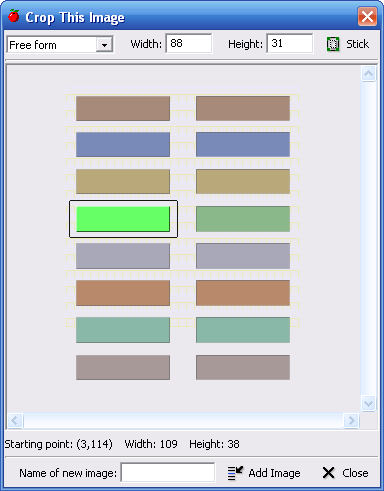 Crop This Image
Free form Width: 88 Height: 31 Stick
Starting point: (3,114) Width: 109 Height: 38
Name of new image: Add Image Close